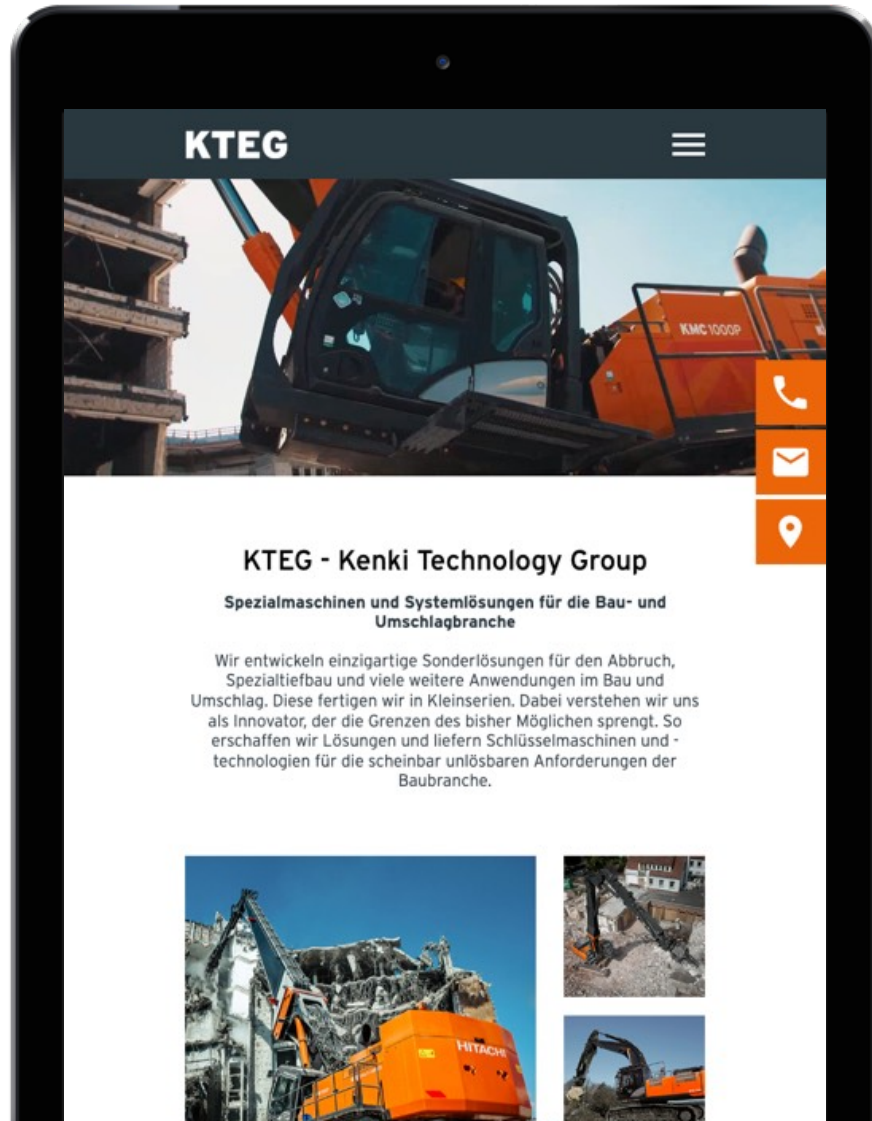 KTEG
KMC 1000P
KTEG - Kenki Technology Group
Spezialmaschinen und Systemlösungen für die Bau- und
Umschlagbranche
Wir entwickeln einzigartige Sonderlösungen für den Abbruch,
Spezialtiefbau und viele weitere Anwendungen im Bau und
Umschlag. Diese fertigen wir in Kleinserien. Dabei verstehen wir uns
als Innovator, der die Grenzen des bisher Möglichen sprengt. So
erschaffen wir Lösungen und liefern Schlüsselmaschinen und -
technologien für die scheinbar unlösbaren Anforderungen der
Baubranche.
HITACHI